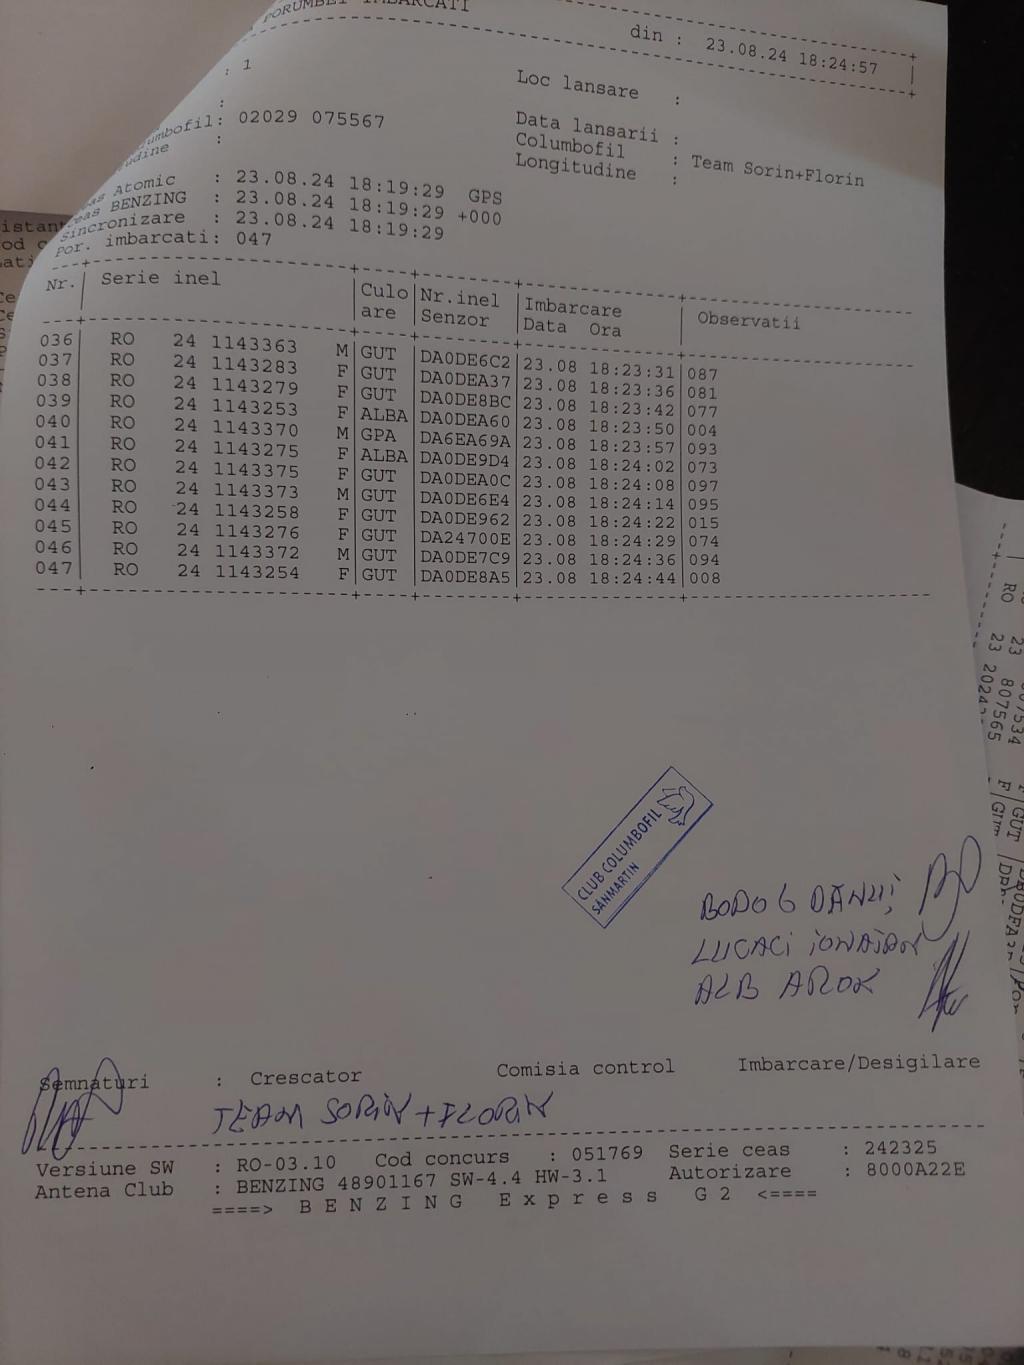 PORUMBEI IMBARCATI din : 23.08.24 18:24:57
: 1 Loc lansare :
: Data lansarii :
02029 075567 Columbofil : Team Sorin+Florin
: Longitudine :
Atomic : 23.08.24 18:19:29 GPS
BENZING : 23.08.24 18:19:29 +000
Sincronizare : 23.08.24 18:19:29
Por. imbarcati: 047
Nr. | Serie inel | Culo | Nr.inel | Imbarcare | Observatii
are | Senzor | Data Ora
036 RO 24 1143363 M | GUT | DA0DE6C2 | 23.08 18:23:31 | 087
037 RO 24 1143283 F | GUT | DA0DEA37 | 23.08 18:23:36 | 081
038 RO 24 1143279 F | GUT | DA0DE8BC | 23.08 18:23:42 | 077
039 RO 24 1143253 F | ALBA | DA0DEA60 | 23.08 18:23:50 | 004
040 RO 24 1143370 M | GPA | DA6EA69A | 23.08 18:23:57 | 093
041 RO 24 1143275 F | ALBA | DA0DE9D4 | 23.08 18:24:02 | 073
042 RO 24 1143375 F | GUT | DA0DEA0C | 23.08 18:24:08 | 097
043 RO 24 1143373 M | GUT | DA0DE6E4 | 23.08 18:24:14 | 095
044 RO 24 1143258 F | GUT | DA0DE962 | 23.08 18:24:22 | 015
045 RO 24 1143276 F | GUT | DA24700E | 23.08 18:24:29 | 074
046 RO 24 1143372 M | GUT | DA0DE7C9 | 23.08 18:24:36 | 094
047 RO 24 1143254 F | GUT | DA0DE8A5 | 23.08 18:24:44 | 008
CLUB COLUMBOFIL
SÂNMARTIN
BODOG DĂNUȚ
LUCACI IONATAN
ALB ARON
Semnaturi : Crescator Comisia control Imbarcare/Desigilare
TEAM SORIN+FLORIN
Versiune SW : RO-03.10 Cod concurs : 051769 Serie ceas : 242325
Antena Club : BENZING 48901167 SW-4.4 HW-3.1 Autorizare : 8000A22E
====> B E N Z I N G E x p r e s s G 2 <====
RO 23 807565